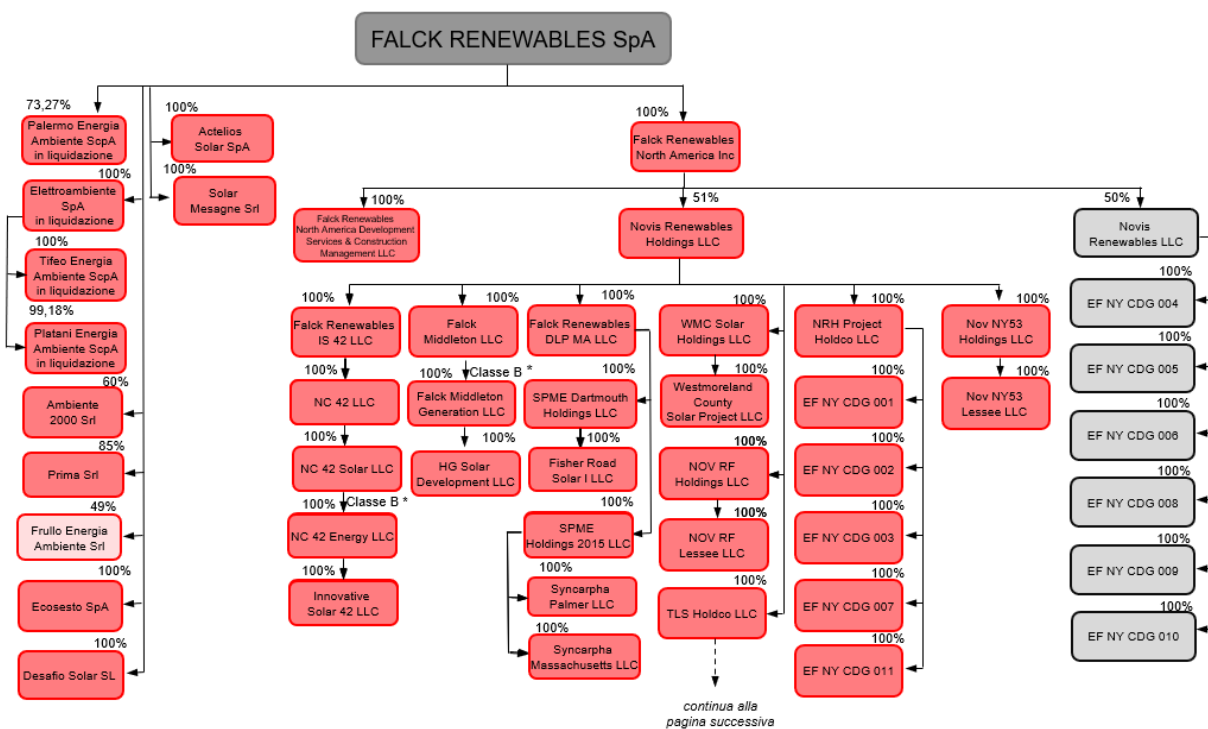 FALCK RENEWABLES SpA
73,27%
Palermo Energia
Ambiente ScpA
in liquidazione
100%
Elettroambiente
SpA
in liquidazione
100%
Tifeo Energia
Ambiente ScpA
in liquidazione
99,18%
Platani Energia
Ambiente ScpA
in liquidazione
60%
Ambiente
2000 Srl
85%
Prima Srl
49%
Frullo Energia
Ambiente Srl
100%
Ecosesto SpA
100%
Desafio Solar SL
100%
Actelios
Solar SpA
100%
Solar
Mesagne Srl
100%
Falck Renewables
North America Inc
100%
Falck Renewables
North America Development
Services & Construction
Management LLC
51%
Novis Renewables
Holdings LLC
50%
Novis
Renewables LLC
100%
Falck Renewables
IS 42 LLC
100%
NC 42 LLC
100%
NC 42 Solar LLC
Classe B *
100%
NC 42 Energy LLC
100%
Innovative
Solar 42 LLC
100%
Falck
Middleton LLC
Classe B *
100%
Falck Middleton
Generation LLC
100%
HG Solar
Development LLC
100%
Falck Renewables
DLP MA LLC
100%
SPME Dartmouth
Holdings LLC
100%
Fisher Road
Solar I LLC
100%
SPME
Holdings 2015 LLC
100%
Syncarpha
Palmer LLC
100%
Syncarpha
Massachusetts LLC
100%
WMC Solar
Holdings LLC
100%
Westmoreland
County
Solar Project LLC
100%
NOV RF
Holdings LLC
100%
NOV RF
Lessee LLC
100%
TLS Holdco LLC
continua alla
pagina successiva
100%
NRH Project
Holdco LLC
100%
EF NY CDG 001
100%
EF NY CDG 002
100%
EF NY CDG 003
100%
EF NY CDG 007
100%
EF NY CDG 011
100%
Nov NY53
Holdings LLC
100%
Nov NY53
Lessee LLC
100%
EF NY CDG 004
100%
EF NY CDG 005
100%
EF NY CDG 006
100%
EF NY CDG 008
100%
EF NY CDG 009
100%
EF NY CDG 010